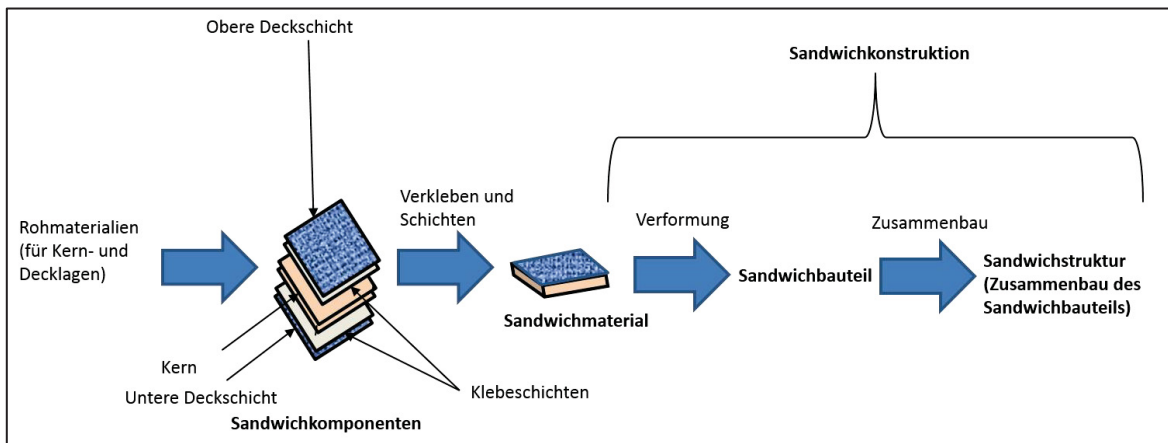 Obere Deckschicht
Sandwichkonstruktion
Rohmaterialien
(für Kern- und
Decklagen)
Verkleben und
Schichten
Verformung
Zusammenbau
Sandwichmaterial
Sandwichbauteil
Sandwichstruktur
(Zusammenbau des
Sandwichbauteils)
Kern
Untere Deckschicht
Klebeschichten
Sandwichkomponenten